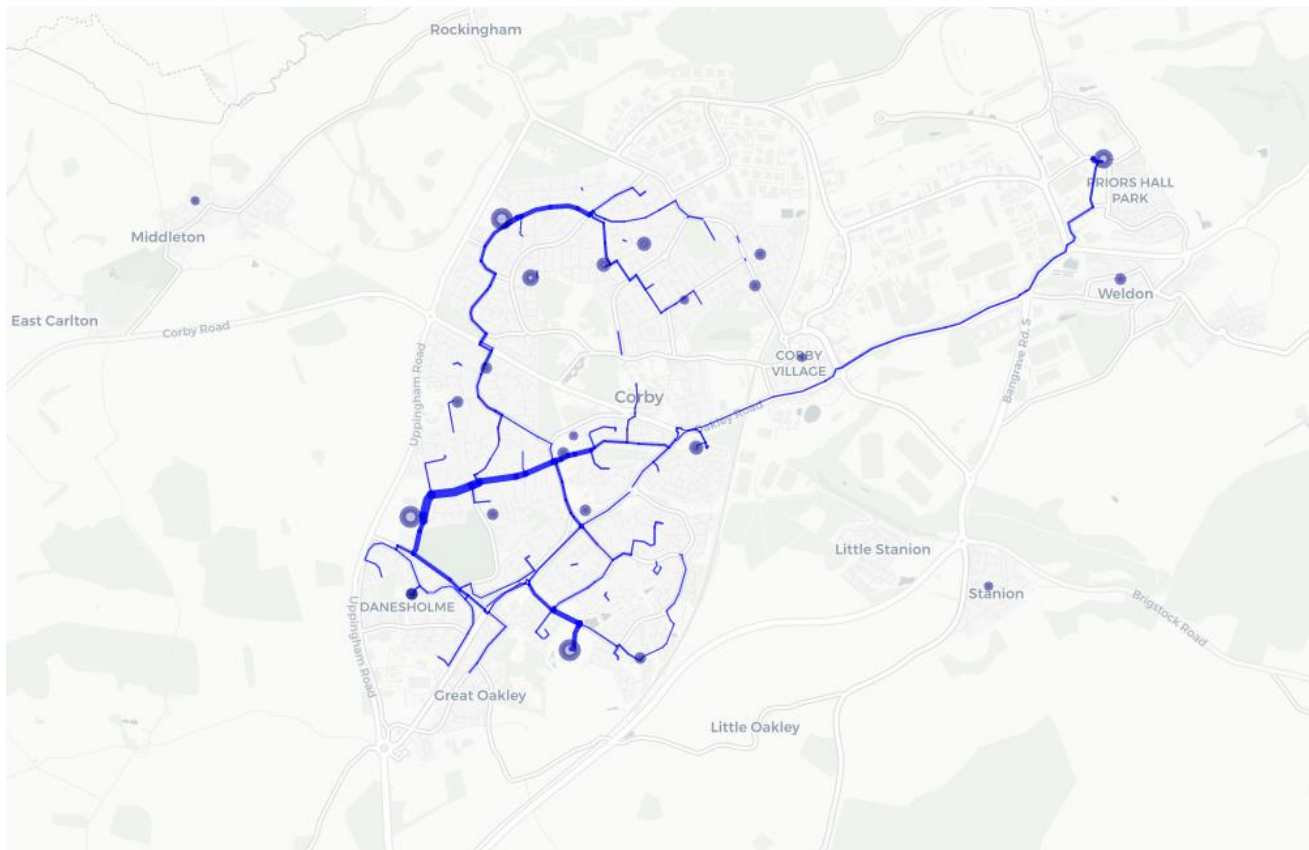 Rockingham
PRIORS HALL
PARK
Middleton
Weldon
East Carlton
Corby Road
Uppingham Road
CORBY
VILLAGE
Bangrave Rd. S
Corby
Oakley Road
Little Stanion
DANESHOLME
Stanion
Brigstock Road
Uppingham Road
Great Oakley
Little Oakley